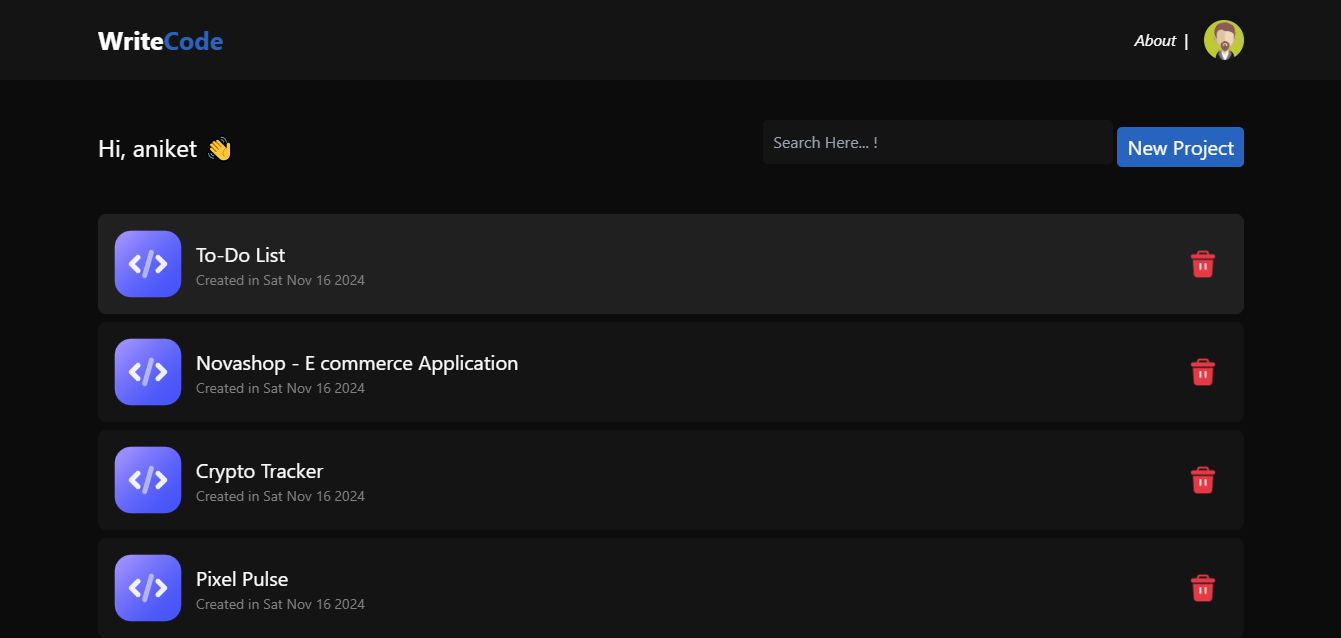 WriteCode
About |
Hi, aniket 👋
Search Here... !
New Project
To-Do List
Created in Sat Nov 16 2024
Novashop - E commerce Application
Created in Sat Nov 16 2024
Crypto Tracker
Created in Sat Nov 16 2024
Pixel Pulse
Created in Sat Nov 16 2024